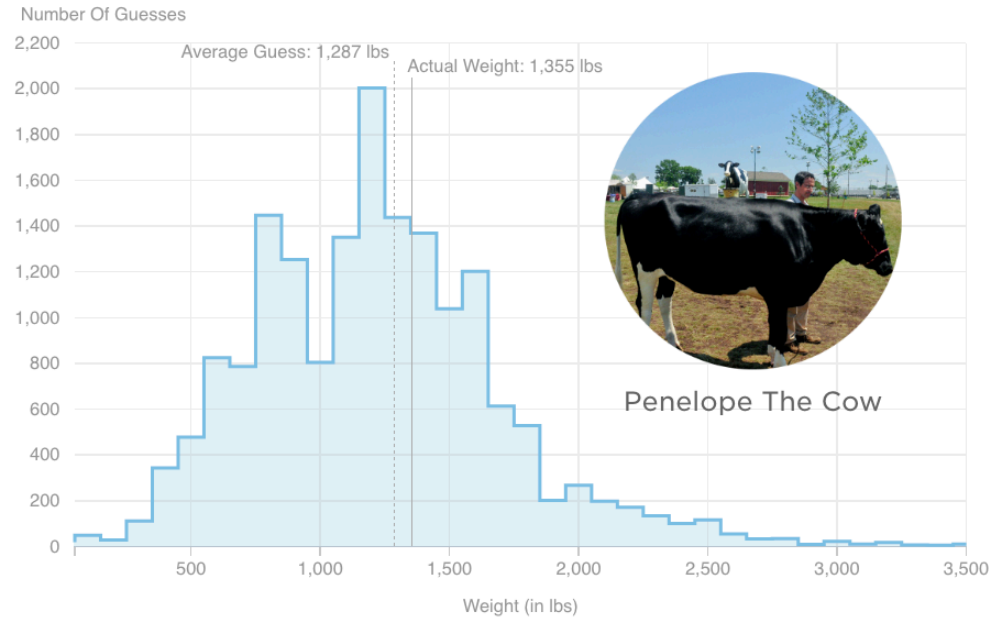 Number Of Guesses
2,200
Average Guess: 1,287 lbs
Actual Weight: 1,355 lbs
2,000
1,800
1,600
1,400
1,200
1,000
800
600
400
200
0
Penelope The Cow
500 1,000 1,500 2,000 2,500 3,000 3,500
Weight (in lbs)